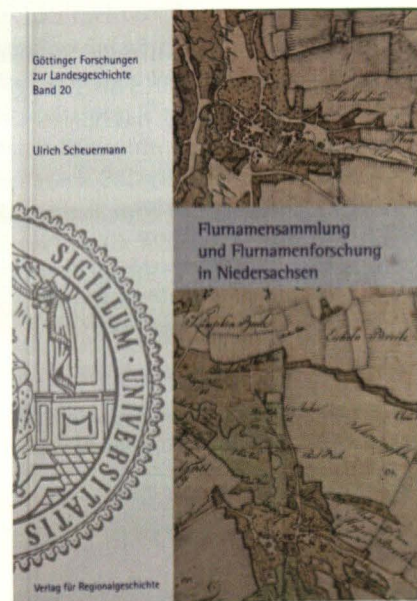 Göttinger Forschungen
zur Landesgeschichte
Band 20
Ulrich Scheuermann
Flurnamensammlung
und Flurnamenforschung
in Niedersachsen
SIGILLUM · UNIVERSITATIS
Verlag für Regionalgeschichte